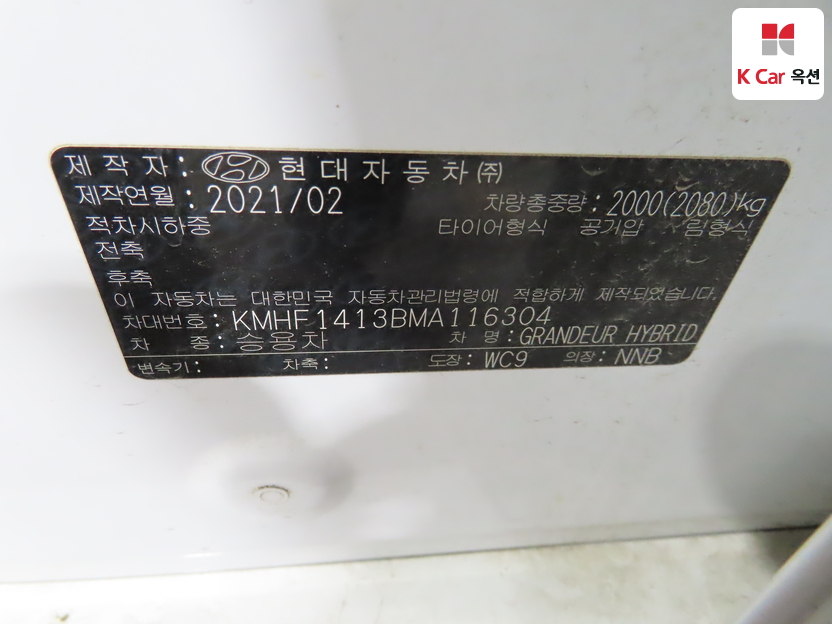 K Car 옥션
제 작 자 : 현 대 자 동 차 ㈜
제작연월 : 2021/02 차량총중량 : 2000(2080)kg
적차시하중 타이어형식 공기압 림형식
전축
후축
이 자동차는 대한민국 자동차관리법령에 적합하게 제작되었습니다.
차대번호 : KMHF1413BMA116304
차 종 : 승용차 차 명 : GRANDEUR HYBRID
변속기 : 차축 : 도장 : WC9 의장 : NNB